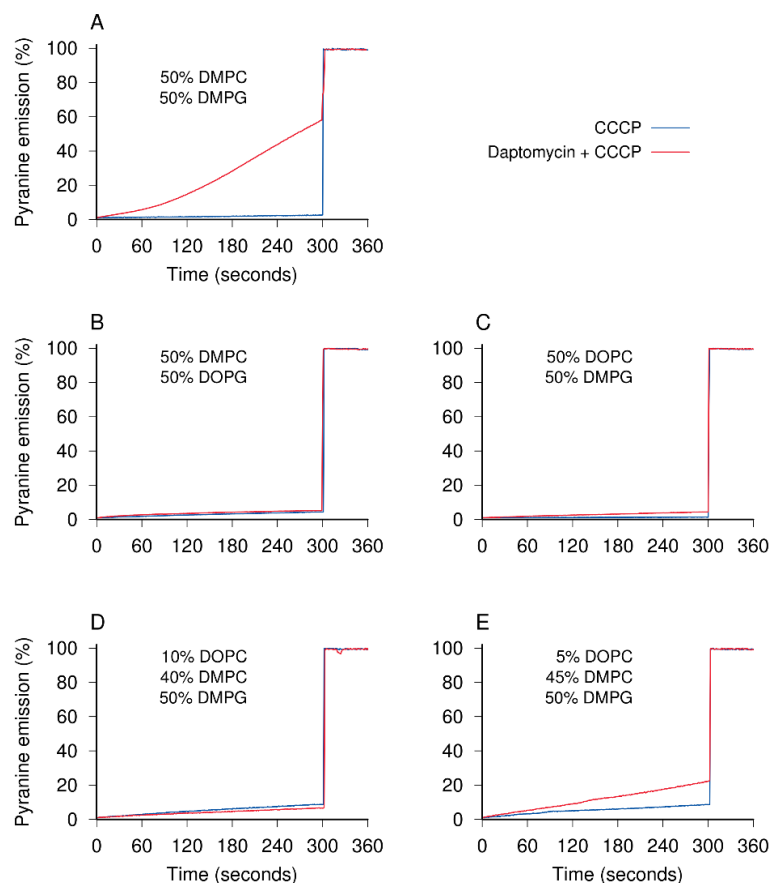 A
Pyranine emission (%)
100
80
60
40
20
0
50% DMPC
50% DMPG
0 60 120 180 240 300 360
Time (seconds)
CCCP
Daptomycin + CCCP
B
Pyranine emission (%)
100
80
60
40
20
0
50% DMPC
50% DOPG
0 60 120 180 240 300 360
C
100
80
60
40
20
0
50% DOPC
50% DMPG
0 60 120 180 240 300 360
D
Pyranine emission (%)
100
80
60
40
20
0
10% DOPC
40% DMPC
50% DMPG
0 60 120 180 240 300 360
Time (seconds)
E
100
80
60
40
20
0
5% DOPC
45% DMPC
50% DMPG
0 60 120 180 240 300 360
Time (seconds)